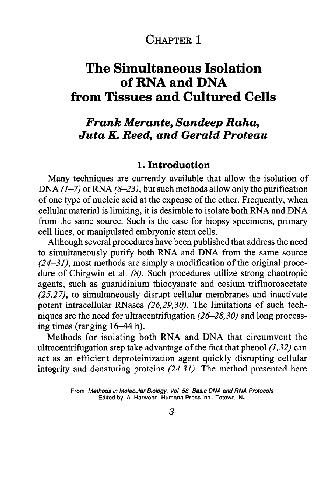 CHAPTER 1
The Simultaneous Isolation
of RNA and DNA
from Tissues and Cultured Cells
Frank Merante, Sandeep Raha,
Juta K. Reed, and Gerald Proteau
1. Introduction
Many techniques are currently available that allow the isolation of
DNA (1–7) or RNA (8–23), but such methods allow only the purification
of one type of nucleic acid at the expense of the other. Frequently, when
cellular material is limiting, it is desirable to isolate both RNA and DNA
from the same source. Such is the case for biopsy specimens, primary
cell lines, or manipulated embryonic stem cells.
Although several procedures have been published that address the need
to simultaneously purify both RNA and DNA from the same source
(24–31), most methods are simply a modification of the original proce-
dure of Chirgwin et al. (8). Such procedures utilize strong chaotropic
agents, such as guanidinium thiocyanate and cesium trifluoroacetate
(25,27), to simultaneously disrupt cellular membranes and inactivate
potent intracellular RNases (26,29,30). The limitations of such tech-
niques are the need for ultracentrifugation (26–28,30) and long process-
ing times (ranging 16–44 h).
Methods for isolating both RNA and DNA that circumvent the
ultracentrifugation step take advantage of the fact that phenol (1,32) can
act as an efficient deproteinization agent quickly disrupting cellular
integrity and denaturing proteins (24,31). The method presented here
From Methods in Molecular Biology, Vol. 58: Basic DNA and RNA Protocols
Edited by: A. Harwood Humana Press Inc., Totowa, NJ
3